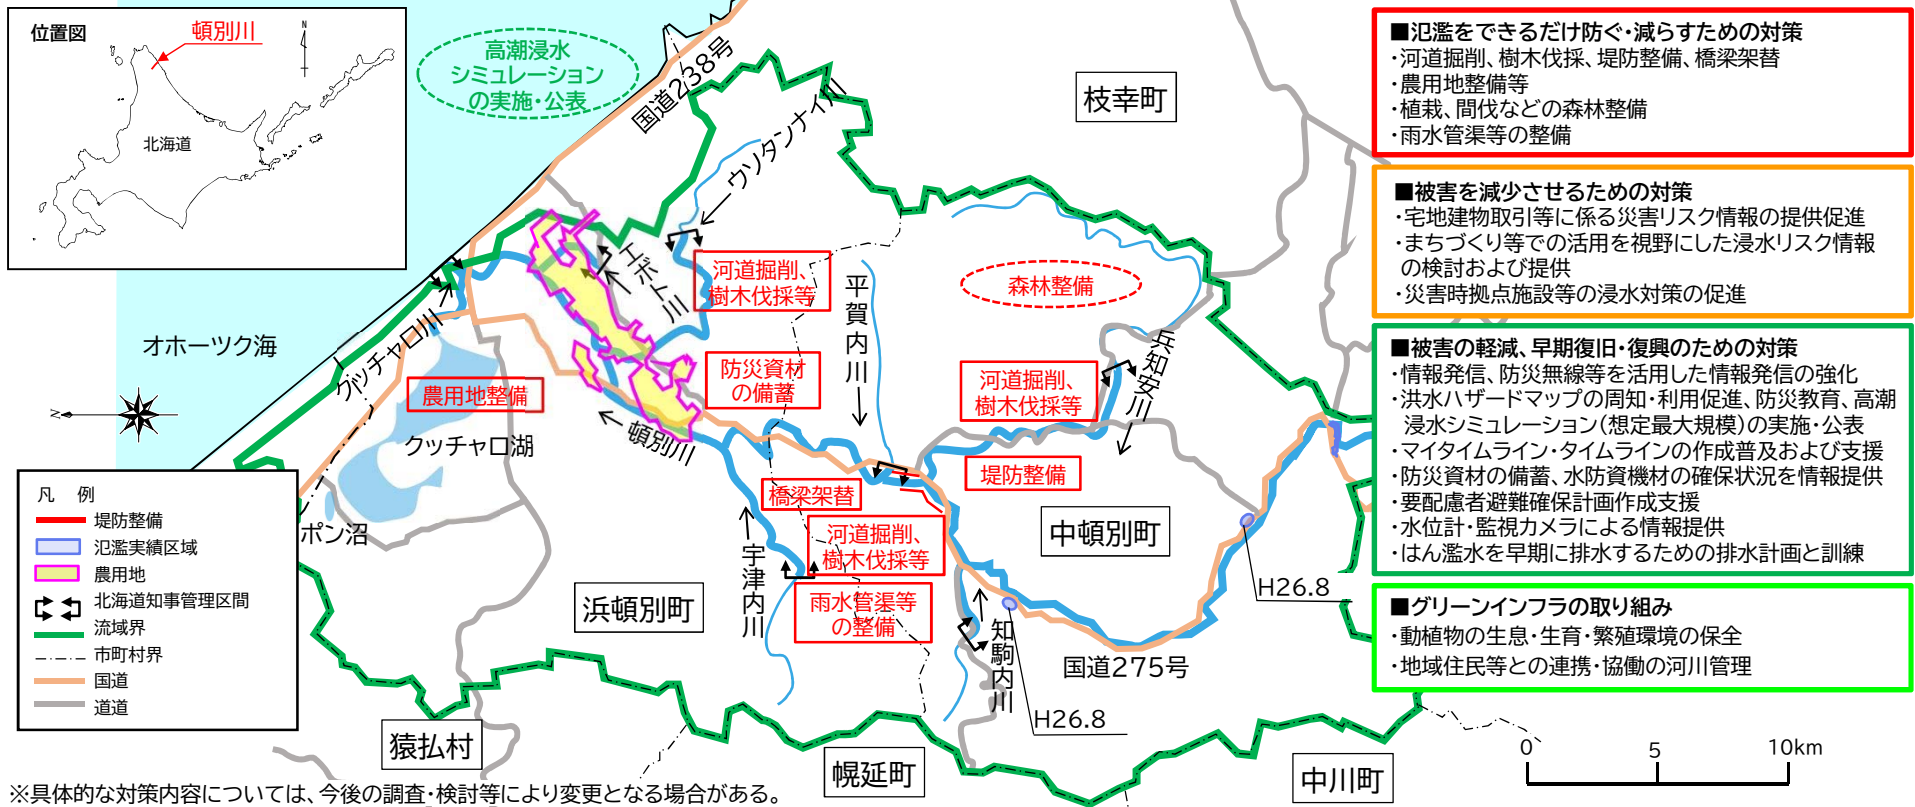 位置図
頓別川
N
北海道
高潮浸水
シミュレーション
の実施・公表
国道238号
ウソタンナイ川
枝幸町
エボト川
河道掘削、
樹木伐採等
平賀内川
森林整備
兵知安川
オホーツク海
クッチャロ川
農用地整備
防災資材
の備蓄
河道掘削、
樹木伐採等
N
クッチャロ湖
頓別川
橋梁架替
堤防整備
ポン沼
宇津内川
河道掘削、
樹木伐採等
中頓別町
浜頓別町
雨水管渠等
の整備
知駒内川
国道275号
H26.8
H26.8
猿払村
幌延町
中川町
凡 例
堤防整備
氾濫実績区域
農用地
北海道知事管理区間
流域界
市町村界
国道
道道
■氾濫をできるだけ防ぐ・減らすための対策
・河道掘削、樹木伐採、堤防整備、橋梁架替
・農用地整備等
・植栽、間伐などの森林整備
・雨水管渠等の整備
■被害を減少させるための対策
・宅地建物取引等に係る災害リスク情報の提供促進
・まちづくり等での活用を視野にした浸水リスク情報
の検討および提供
・災害時拠点施設等の浸水対策の促進
■被害の軽減、早期復旧・復興のための対策
・情報発信、防災無線等を活用した情報発信の強化
・洪水ハザードマップの周知・利用促進、防災教育、高潮
浸水シミュレーション(想定最大規模)の実施・公表
・マイタイムライン・タイムラインの作成普及および支援
・防災資材の備蓄、水防資機材の確保状況を情報提供
・要配慮者避難確保計画作成支援
・水位計・監視カメラによる情報提供
・はん濫水を早期に排水するための排水計画と訓練
■グリーンインフラの取り組み
・動植物の生息・生育・繁殖環境の保全
・地域住民等との連携・協働の河川管理
0 5 10km
※具体的な対策内容については、今後の調査・検討等により変更となる場合がある。